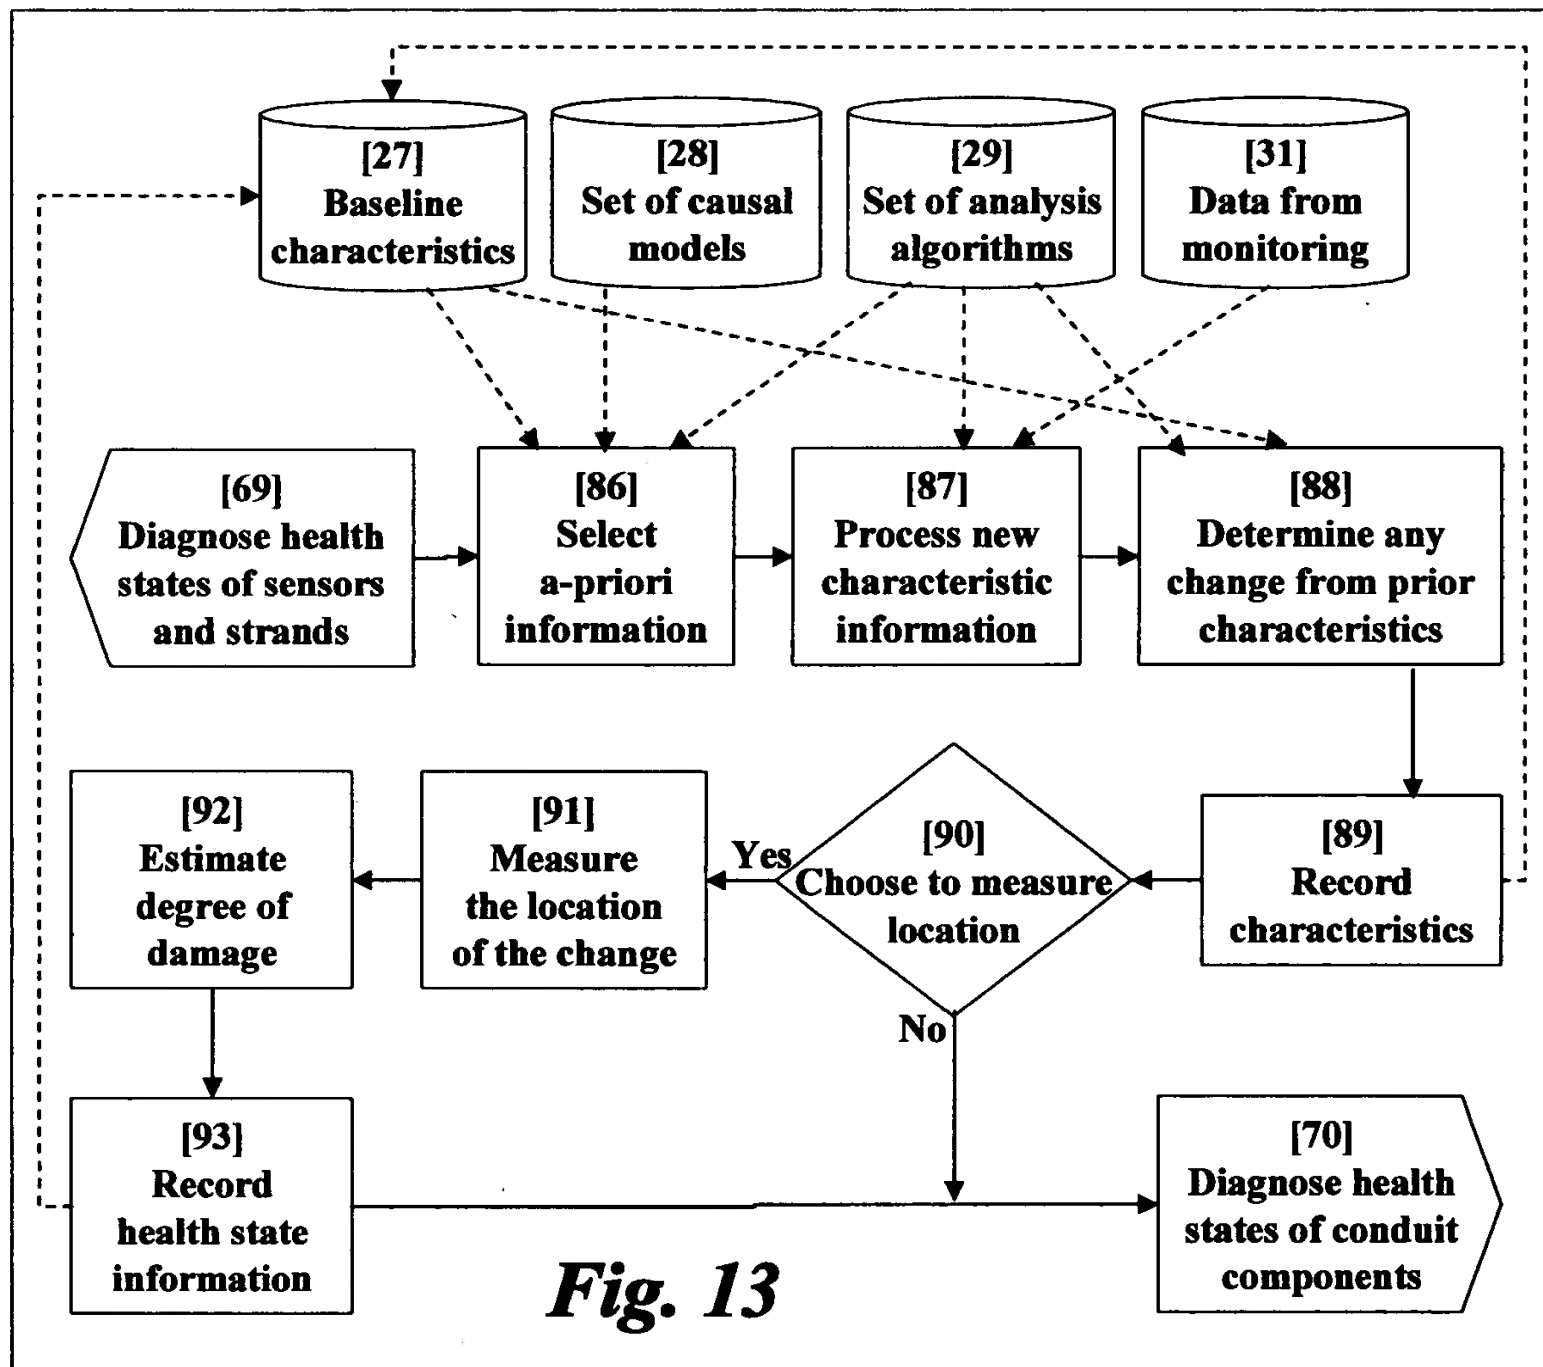 [27]
Baseline
characteristics
[28]
Set of causal
models
[29]
Set of analysis
algorithms
[31]
Data from
monitoring
[69]
Diagnose health
states of sensors
and strands
[86]
Select
a-priori
information
[87]
Process new
characteristic
information
[88]
Determine any
change from prior
characteristics
[92]
Estimate
degree of
damage
[91]
Measure
the location
of the change
Yes
[90]
Choose to measure
location
No
[89]
Record
characteristics
[93]
Record
health state
information
[70]
Diagnose health
states of conduit
components
Fig. 13